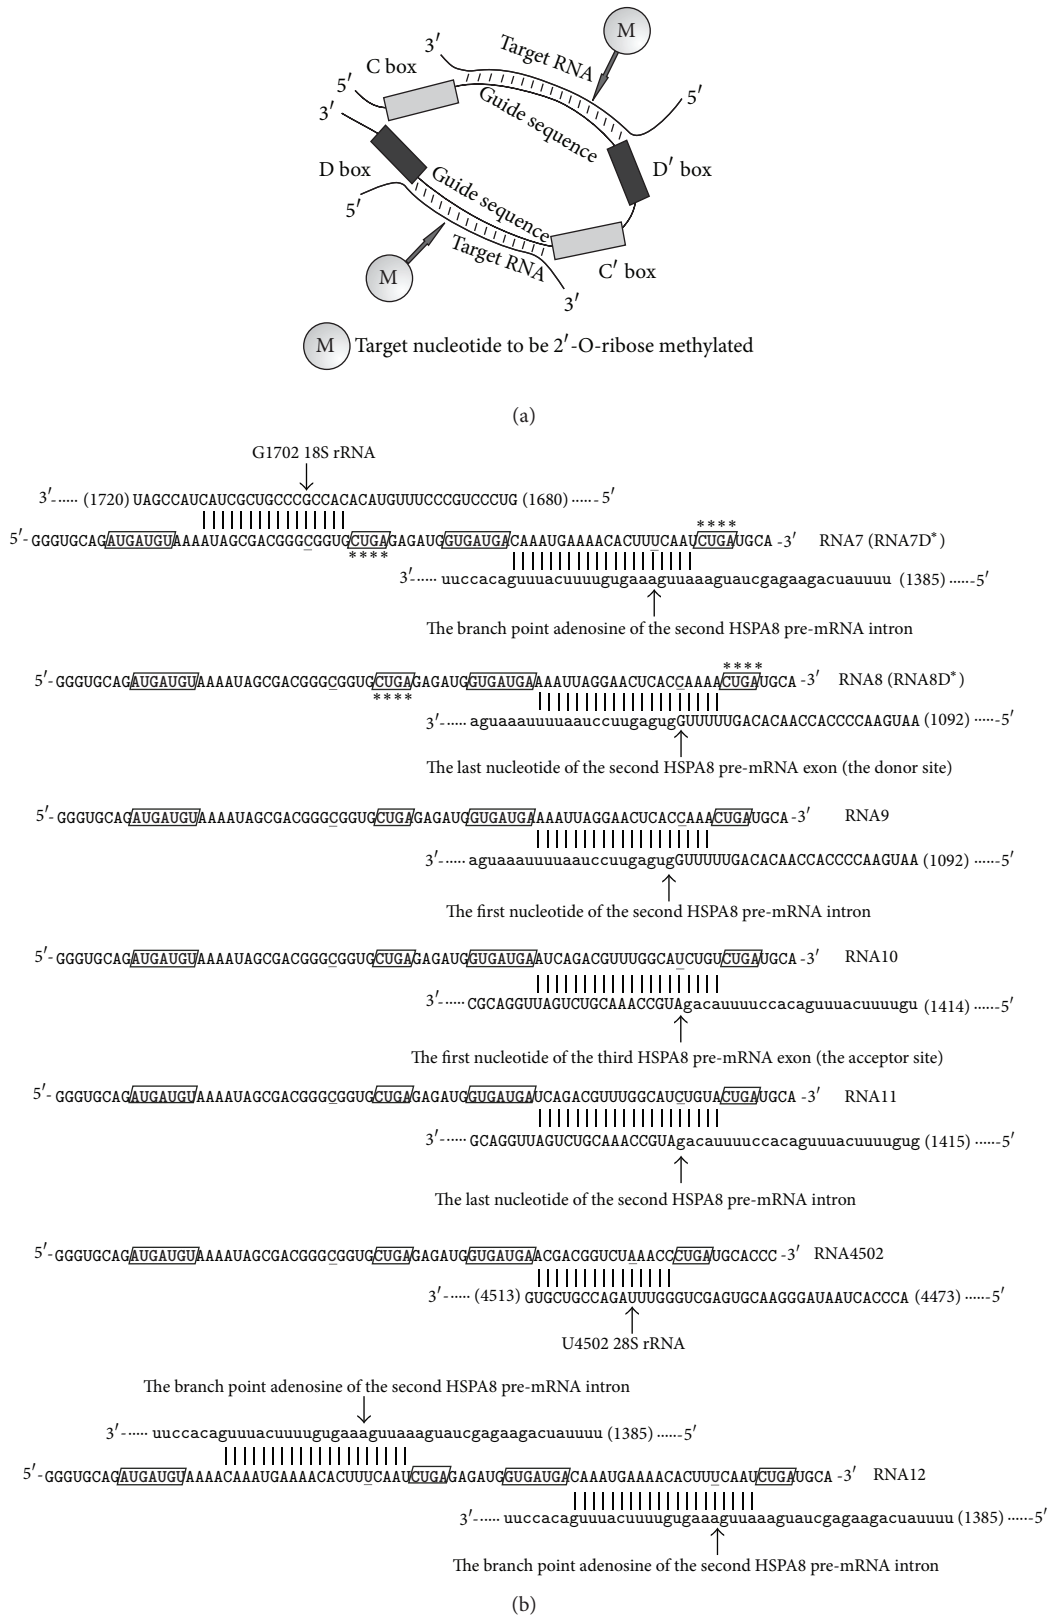 M
3′
Target RNA
C box
5′
5′
3′
Guide sequence
D′ box
D box
Guide sequence
5′
Target RNA
C′ box
M
3′
M Target nucleotide to be 2′-O-ribose methylated
(a)
G1702 18S rRNA
3′-····· (1720) UAGCCAUCAUCGCUGCCCGCCACACAUGUUUCCCGUCCCUG (1680) ······- 5′
****
5′- GGGUGCAGAUGAUGUAAAAUAGCGACGGGCGGUGCUGAGAGAUGGUGAUGACAAAUGAAAACACUUUCAAUCUGAUGCA -3′ RNA7 (RNA7D*)
****
3′-····· uuccacaguuuacuuuugugaaaguuaaaguaucgagaagacuauuuu (1385) ······-5′
The branch point adenosine of the second HSPA8 pre-mRNA intron
****
5′- GGGUGCAGAUGAUGUAAAAUAGCGACGGGCGGUGCUGAGAGAUGGUGAUGAAAAUUAGGAACUCACCAAAACUGAUGCA -3′ RNA8 (RNA8D*)
****
3′-····· aguaaauuuuaauccuugagugGUUUUUGACACAACCACCCCAAGUAA (1092) ······-5′
The last nucleotide of the second HSPA8 pre-mRNA exon (the donor site)
5′- GGGUGCAGAUGAUGUAAAAUAGCGACGGGCGGUGCUGAGAGAUGGUGAUGAAAAUUAGGAACUCACCAAACUGAUGCA -3′ RNA9
3′-····· aguaaauuuuaauccuugagugGUUUUUGACACAACCACCCCAAGUAA (1092) ······-5′
The first nucleotide of the second HSPA8 pre-mRNA intron
5′- GGGUGCAGAUGAUGUAAAAUAGCGACGGGCGGUGCUGAGAGAUGGUGAUGAAUCAGACGUUUGGCAUCUGUCUGAUGCA -3′ RNA10
3′-····· CGCAGGUUAGUCUGCAAACCGUAgacauuuuccacaguuuacuuuugu (1414) ······-5′
The first nucleotide of the third HSPA8 pre-mRNA exon (the acceptor site)
5′- GGGUGCAGAUGAUGUAAAAUAGCGACGGGCGGUGCUGAGAGAUGGUGAUGAUCAGACGUUUGGCAUCUGUACUGAUGCA -3′ RNA11
3′-····· GCAGGUUAGUCUGCAAACCGUAgacauuuuccacaguuuacuuuugug (1415) ······-5′
The last nucleotide of the second HSPA8 pre-mRNA intron
5′- GGGUGCAGAUGAUGUAAAAUAGCGACGGGCGGUGCUGAGAGAUGGUGAUGAACGACGGUCUAAACCCUGAUGCACCC -3′ RNA4502
3′-····· (4513) GUGCUGCCAGAUUUGGGUCGAGUGCAAGGGAUAAUCACCCA (4473) ······-5′
U4502 28S rRNA
The branch point adenosine of the second HSPA8 pre-mRNA intron
3′-····· uuccacaguuuacuuuugugaaaguuaaaguaucgagaagacuauuuu (1385) ······-5′
5′- GGGUGCAGAUGAUGUAAAACAAAUGAAAACACUUUCAAUCUGAGAGAUGGUGAUGACAAAUGAAAACACUUUCAAUCUGAUGCA -3′ RNA12
3′-····· uuccacaguuuacuuuugugaaaguuaaaguaucgagaagacuauuuu (1385) ······-5′
The branch point adenosine of the second HSPA8 pre-mRNA intron
(b)